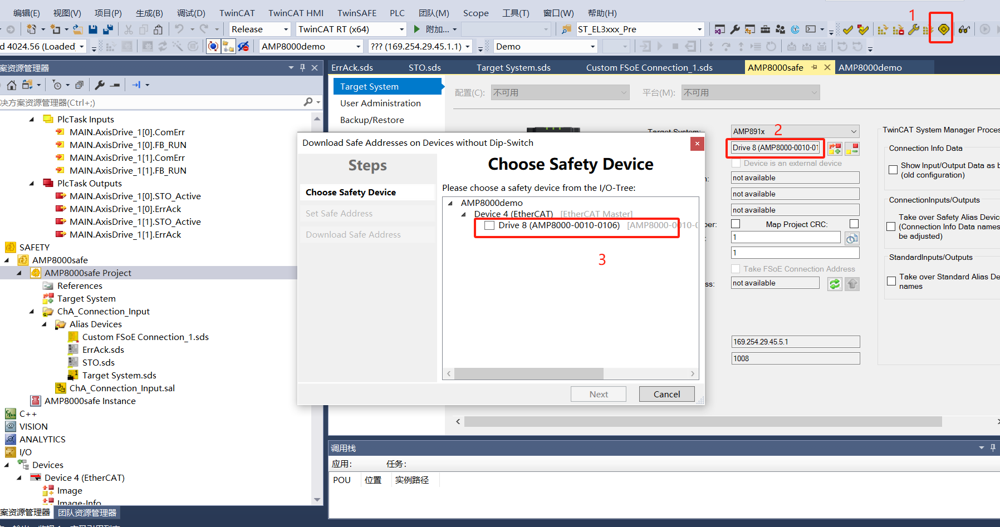 编辑(E) 视图(V) 项目(P) 生成(B) 调试(D) TwinCAT TwinCAT HMI TwinSAFE PLC 团队(M) Scope 工具(T) 窗口(W) 帮助(H)
1
Release TwinCAT RT (x64) 附加... ST_EL3xxx_Pre
d 4024.56 (Loaded) AMP8000demo ??? (169.254.29.45.1.1) Demo
案资源管理器
决方案资源管理器(Ctrl+;)
PlcTask Inputs
MAIN.AxisDrive_1[0].ComErr
MAIN.AxisDrive_1[0].FB_RUN
MAIN.AxisDrive_1[1].ComErr
MAIN.AxisDrive_1[1].FB_RUN
PlcTask Outputs
MAIN.AxisDrive_1[0].STO_Active
MAIN.AxisDrive_1[0].ErrAck
MAIN.AxisDrive_1[1].STO_Active
MAIN.AxisDrive_1[1].ErrAck
SAFETY
AMP8000safe
AMP8000safe Project
References
Target System
ChA_Connection_Input
Alias Devices
Custom FSoE Connection_1.sds
ErrAck.sds
STO.sds
Target System.sds
ChA_Connection_Input.sal
AMP8000safe Instance
C++
VISION
ANALYTICS
I/O
Devices
Device 4 (EtherCAT)
Image
Image-Info
案资源管理器 团队资源管理器
ErrAck.sds STO.sds Target System.sds Custom FSoE Connection_1.sds AMP8000safe AMP8000demo
Target System
User Administration
Backup/Restore
配置(C): 不可用 平台(M): 不可用
Target System: AMP891x 2
Drive 8 (AMP8000-0010-01
Device is an external device
not available
not available
not available
Map Project CRC:
1
1
Take FSoE Connection Address
not available
169.254.29.45.5.1
1008
TwinCAT System Manager Proces
Connection Info Data
Show Input/Output Data as b
(old configuration)
ConnectionInputs/Outputs
Take over Safety Alias Devic
(Connection Info Data names
be adjusted)
StandardInputs/Outputs
Take over Standard Alias De
names
Download Safe Addresses on Devices without Dip-Switch
Steps
Choose Safety Device
Set Safe Address
Download Safe Address
Choose Safety Device
Please choose a safety device from the I/O-Tree:
AMP8000demo
Device 4 (EtherCAT) [EtherCAT Master]
Drive 8 (AMP8000-0010-0106) [AMP8000-0010-0
3
Next Cancel
调用栈
应用: 任务:
POU 位置 实例路径